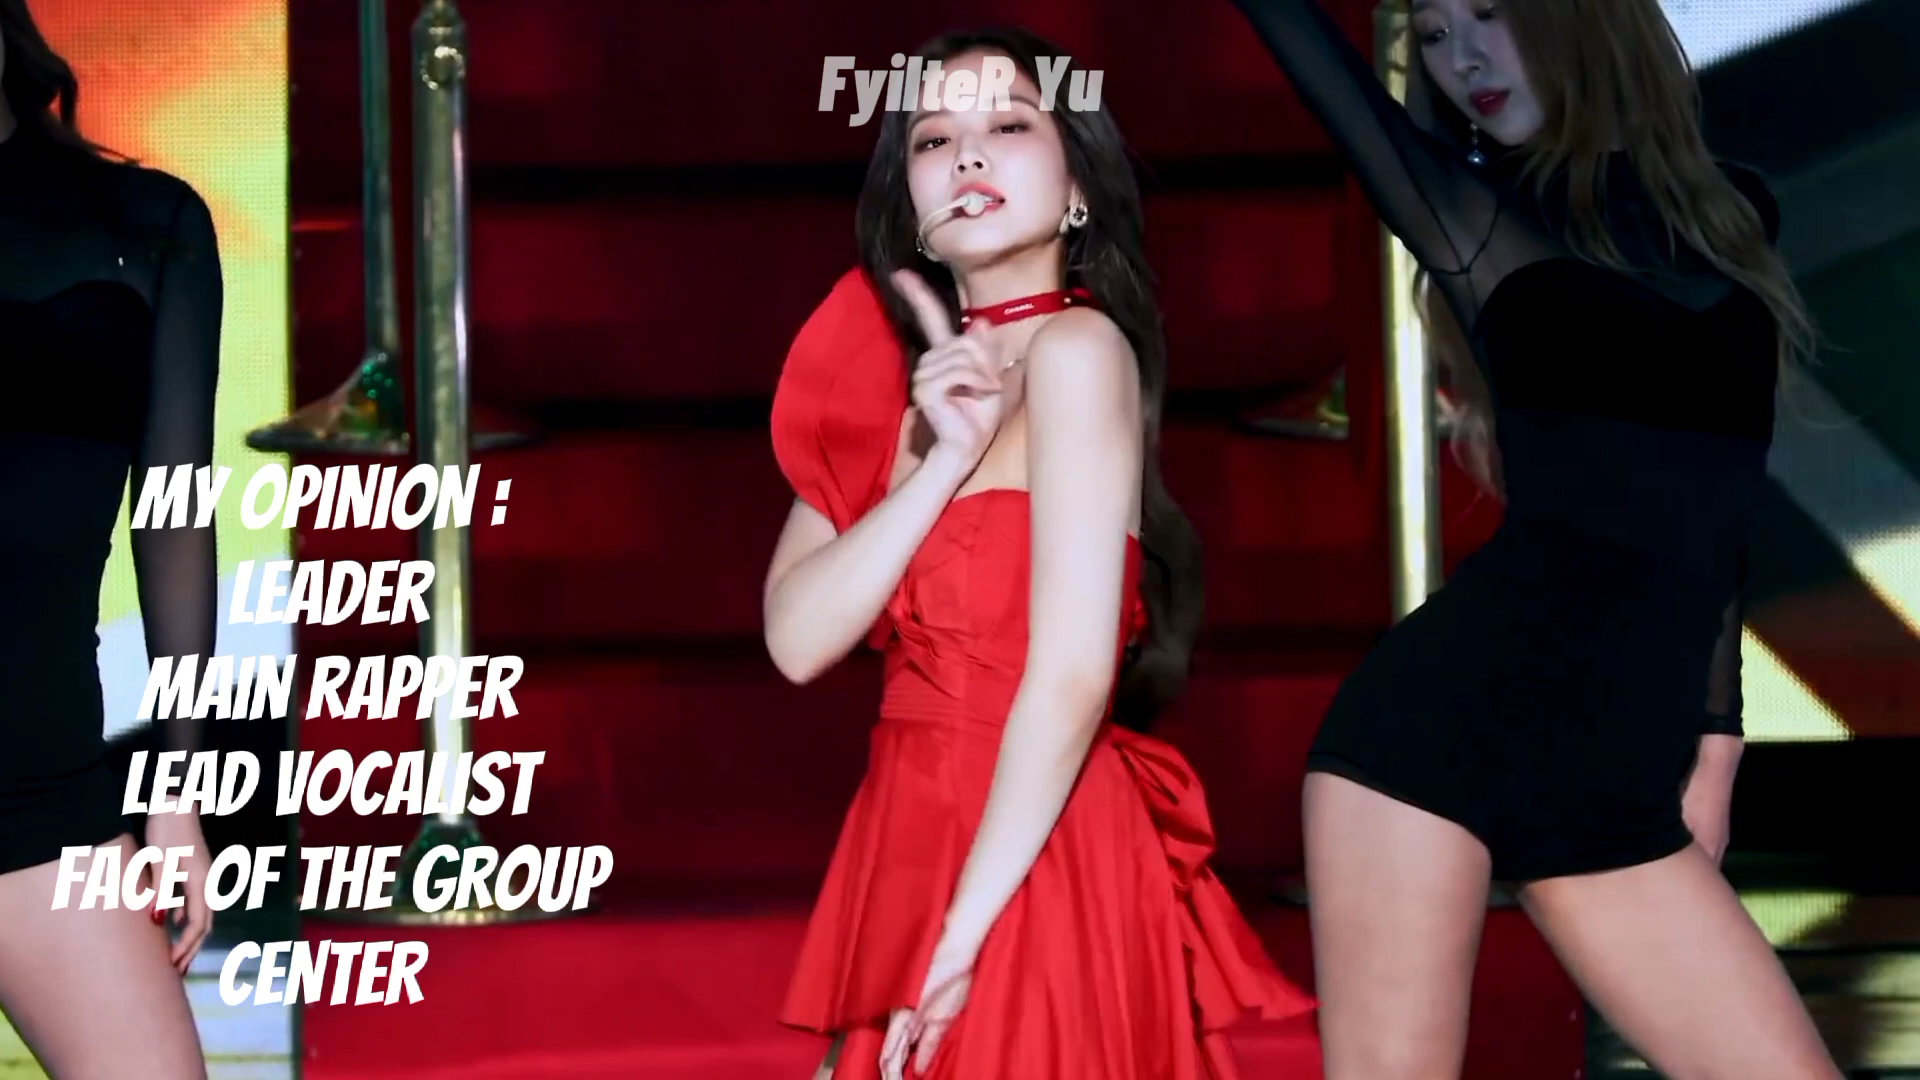 FyilteR Yu
MY OPINION :
LEADER
MAIN RAPPER
LEAD VOCALIST
FACE OF THE GROUP
CENTER